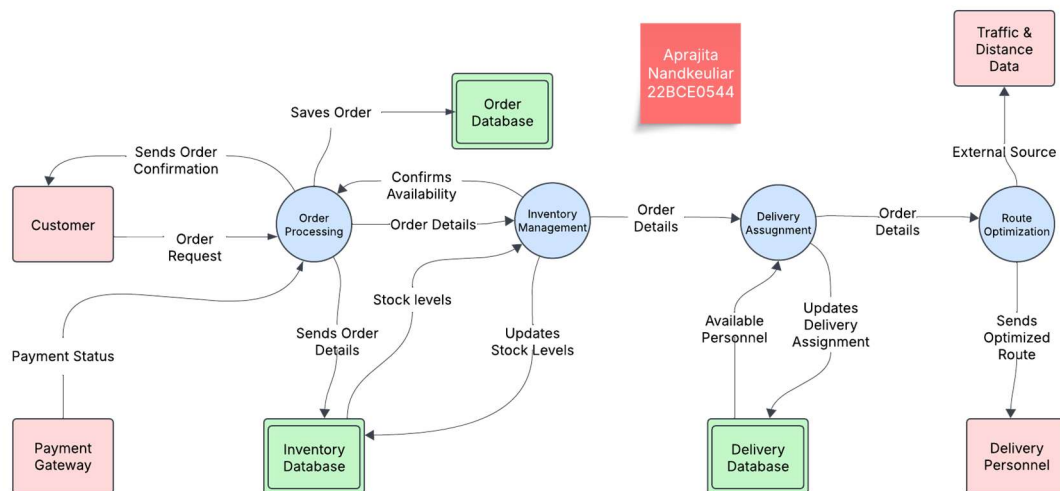 Traffic &
Distance
Data
Aprajita
Nandkeuliar
22BCE0544
Order
Database
Saves Order
Sends Order
Confirmation
Confirms
Availability
External Source
Customer
Order
Request
Order
Processing
Order Details
Inventory
Management
Order
Details
Delivery
Assugnment
Order
Details
Route
Optimization
Stock levels
Payment Status
Sends Order
Details
Updates
Stock Levels
Available
Personnel
Updates
Delivery
Assignment
Sends
Optimized
Route
Payment
Gateway
Inventory
Database
Delivery
Database
Delivery
Personnel